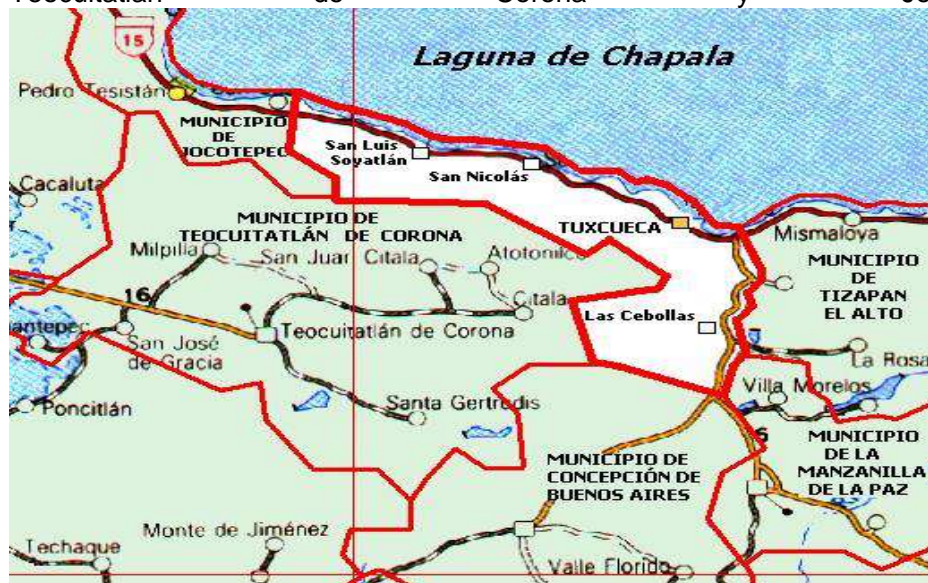 Teocuitatlán de Corona y
15
Laguna de Chapala
Pedro Tesistán
MUNICIPIO
DE
JOCOTEPEC
San Luis
Soyatlán
San Nicolás
Cacaluta
MUNICIPIO DE
TEOCUITATLÁN DE CORONA
TUXCUECA
Mismaloya
Milpilla
San Juan Citala
Atotonilco
MUNICIPIO
DE
TIZAPAN
EL ALTO
16
Citala
Las Cebollas
antepec
Teocuitatlán de Corona
San José
de Gracia
La Rosa
Villa Morelos
Poncitlán
Santa Gertrudis
6
MUNICIPIO
DE LA
MANZANILLA
DE LA PAZ
MUNICIPIO DE
CONCEPCIÓN DE
BUENOS AIRES
Monte de Jiménez
Techaque
Valle Florido